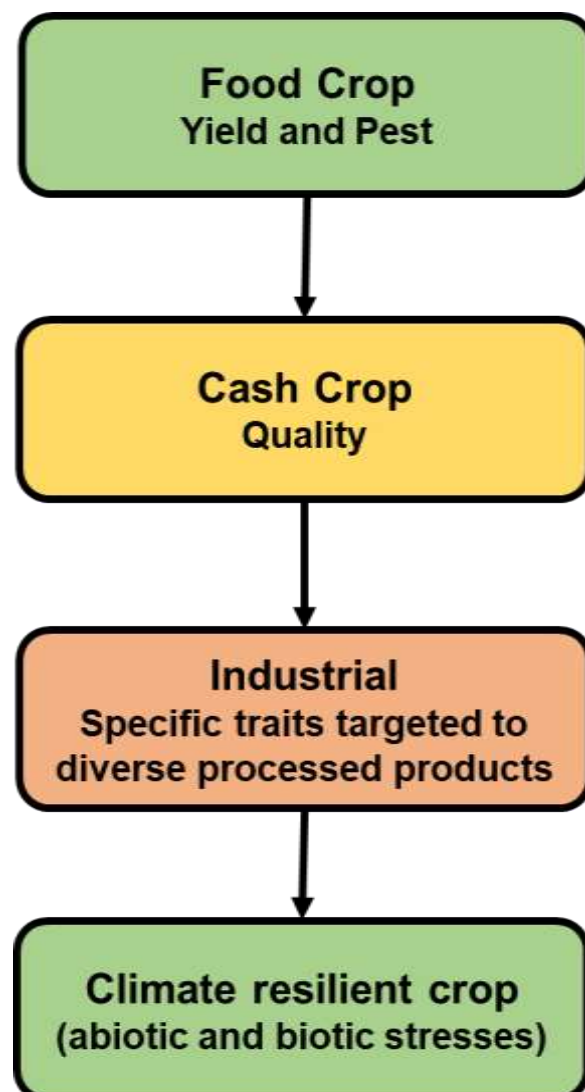 Food Crop
Yield and Pest
Cash Crop
Quality
Industrial
Specific traits targeted to
diverse processed products
Climate resilient crop
(abiotic and biotic stresses)